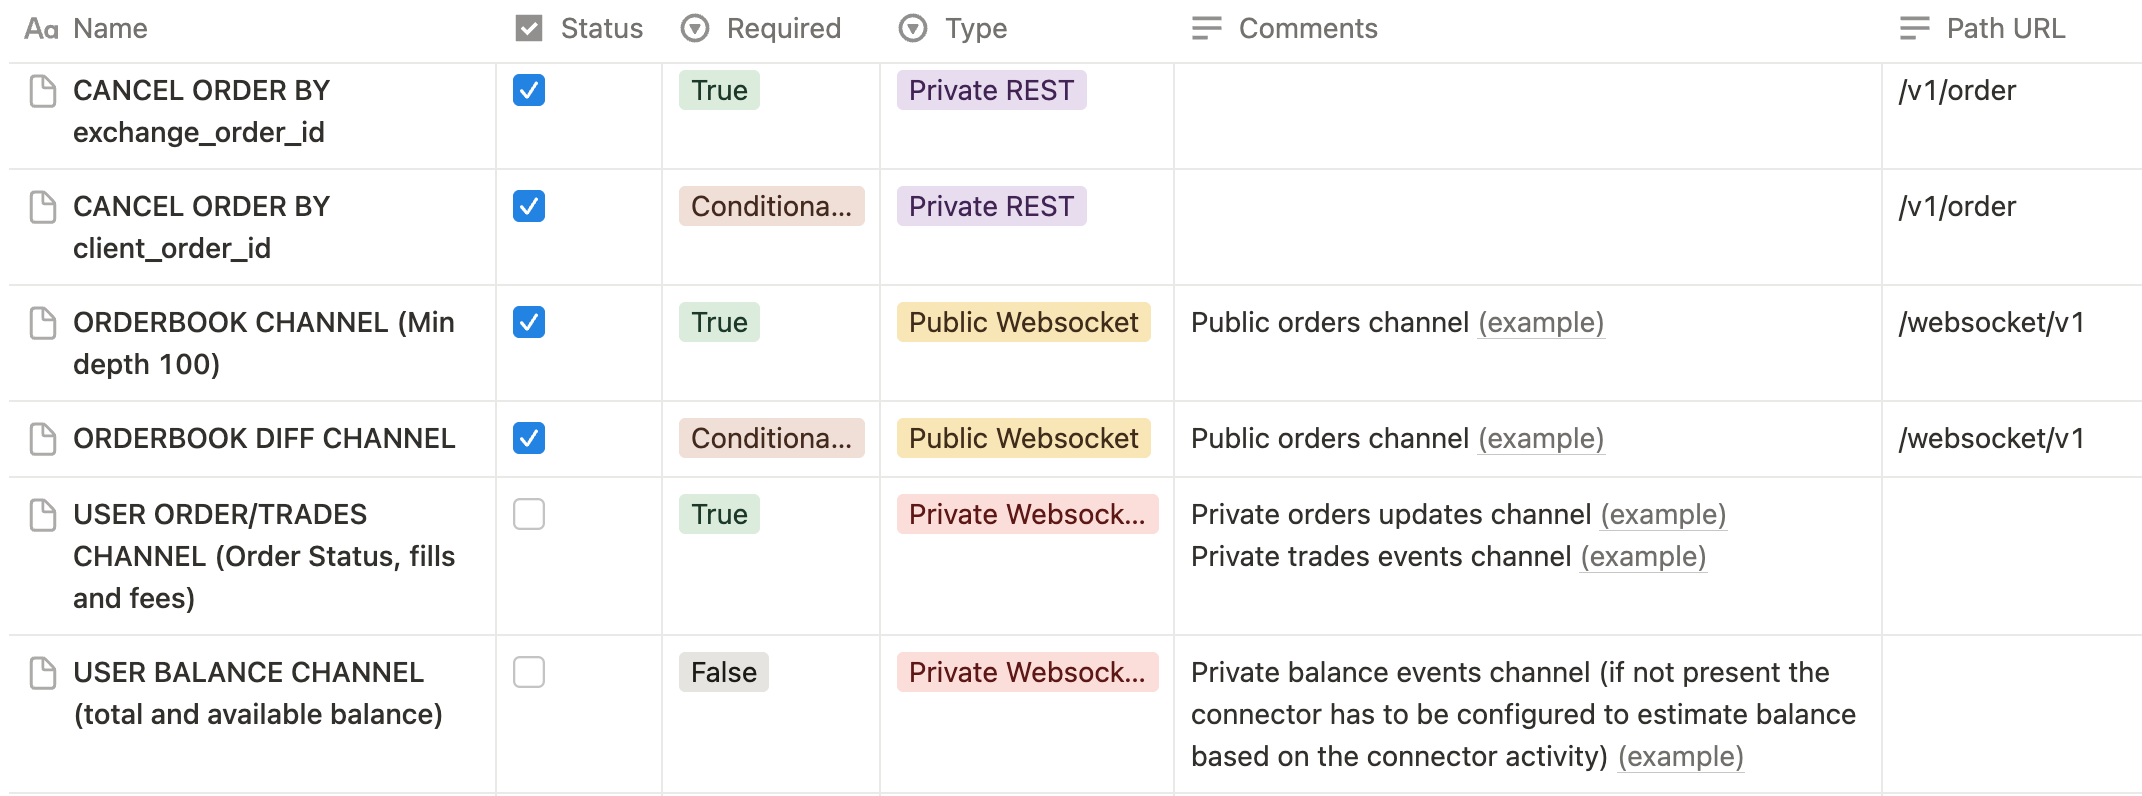 Aa Name Status Required Type Comments Path URL
CANCEL ORDER BY True Private REST /v1/order
exchange_order_id
CANCEL ORDER BY Conditiona... Private REST /v1/order
client_order_id
ORDERBOOK CHANNEL (Min True Public Websocket Public orders channel (example) /websocket/v1
depth 100)
ORDERBOOK DIFF CHANNEL Conditiona... Public Websocket Public orders channel (example) /websocket/v1
USER ORDER/TRADES True Private Websock... Private orders updates channel (example)
CHANNEL (Order Status, fills Private trades events channel (example)
and fees)
USER BALANCE CHANNEL False Private Websock... Private balance events channel (if not present the
(total and available balance) connector has to be configured to estimate balance
based on the connector activity) (example)